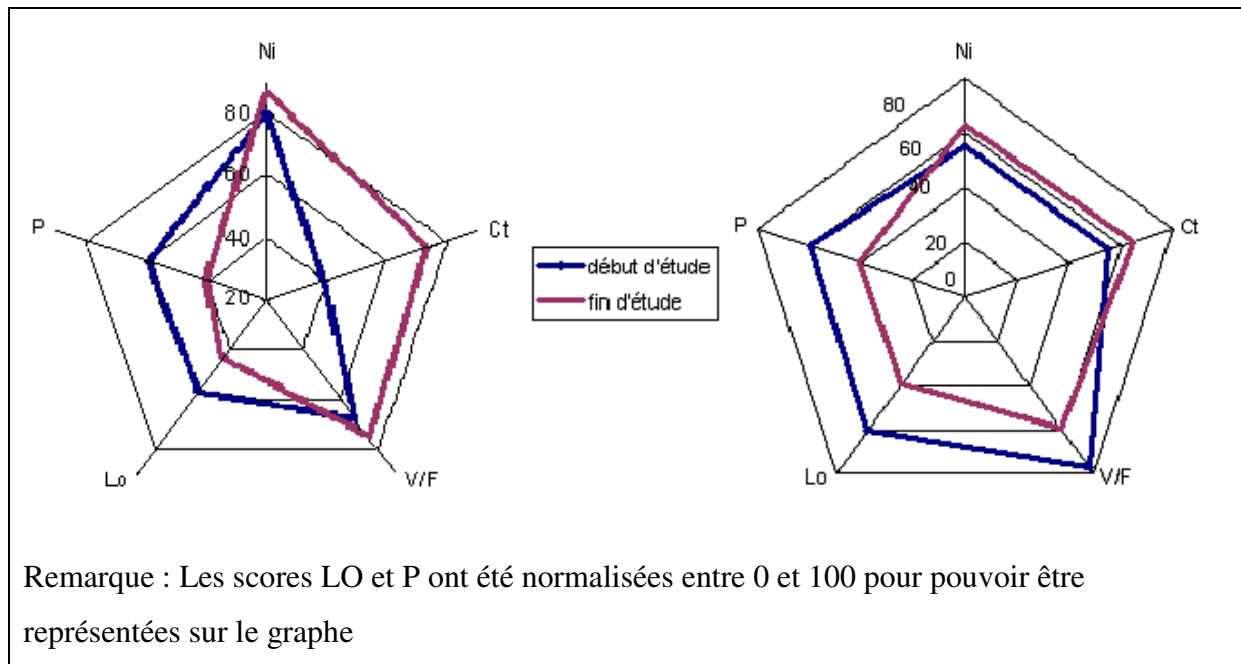 Ni
80
60
40
20
P
Ct
Lo
V/F
début d'étude
fin d'étude
Ni
80
60
40
20
0
P
Ct
Lo
V/F
Remarque : Les scores LO et P ont été normalisées entre 0 et 100 pour pouvoir être
représentées sur le graphe